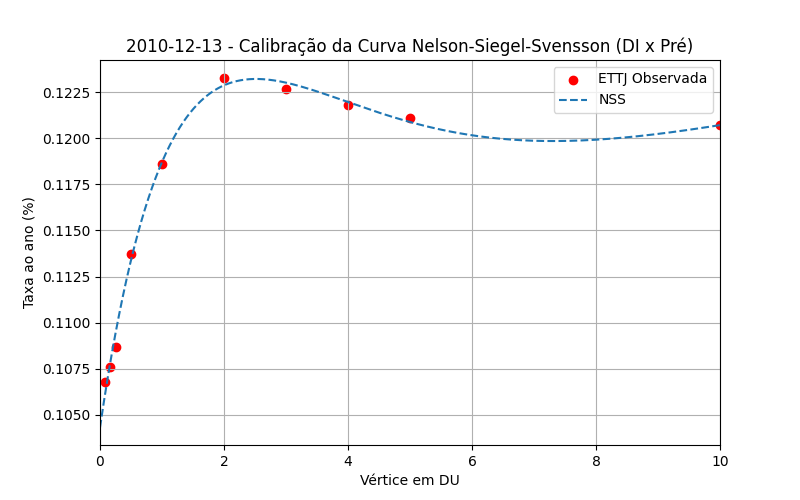 2010-12-13 - Calibração da Curva Nelson-Siegel-Svensson (DI x Pré)
ETTJ Observada
NSS
Taxa ao ano (%)
0.1225
0.1200
0.1175
0.1150
0.1125
0.1100
0.1075
0.1050
0 2 4 6 8 10
Vértice em DU